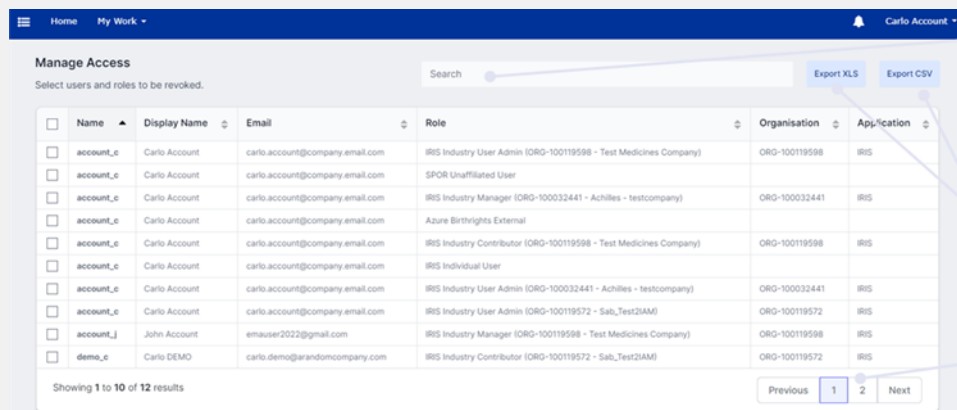 Home My Work Carlo Account
Manage Access
Select users and roles to be revoked.
Search
Export XLS Export CSV
Name Display Name Email Role Organisation Application
account_c Carlo Account carlo.account@company.email.com IRIS Industry User Admin (ORG-100119598 - Test Medicines Company) ORG-100119598 IRIS
account_c Carlo Account carlo.account@company.email.com SPOR Unaffiliated User
account_c Carlo Account carlo.account@company.email.com IRIS Industry Manager (ORG-100032441 - Achilles - testcompany) ORG-100032441 IRIS
account_c Carlo Account carlo.account@company.email.com Azure Birthrights External
account_c Carlo Account carlo.account@company.email.com IRIS Industry Contributor (ORG-100119598 - Test Medicines Company) ORG-100119598 IRIS
account_c Carlo Account carlo.account@company.email.com IRIS Individual User
account_c Carlo Account carlo.account@company.email.com IRIS Industry User Admin (ORG-100032441 - Achilles - testcompany) ORG-100032441 IRIS
account_c Carlo Account carlo.account@company.email.com IRIS Industry User Admin (ORG-100119572 - Sab_Test2IAM) ORG-100119572 IRIS
account_j John Account emauser2022@gmail.com IRIS Industry Manager (ORG-100119598 - Test Medicines Company) ORG-100119598 IRIS
demo_c Carlo DEMO carlo.demo@arandomcompany.com IRIS Industry Contributor (ORG-100119572 - Sab_Test2IAM) ORG-100119572 IRIS
Showing 1 to 10 of 12 results
Previous 1 2 Next